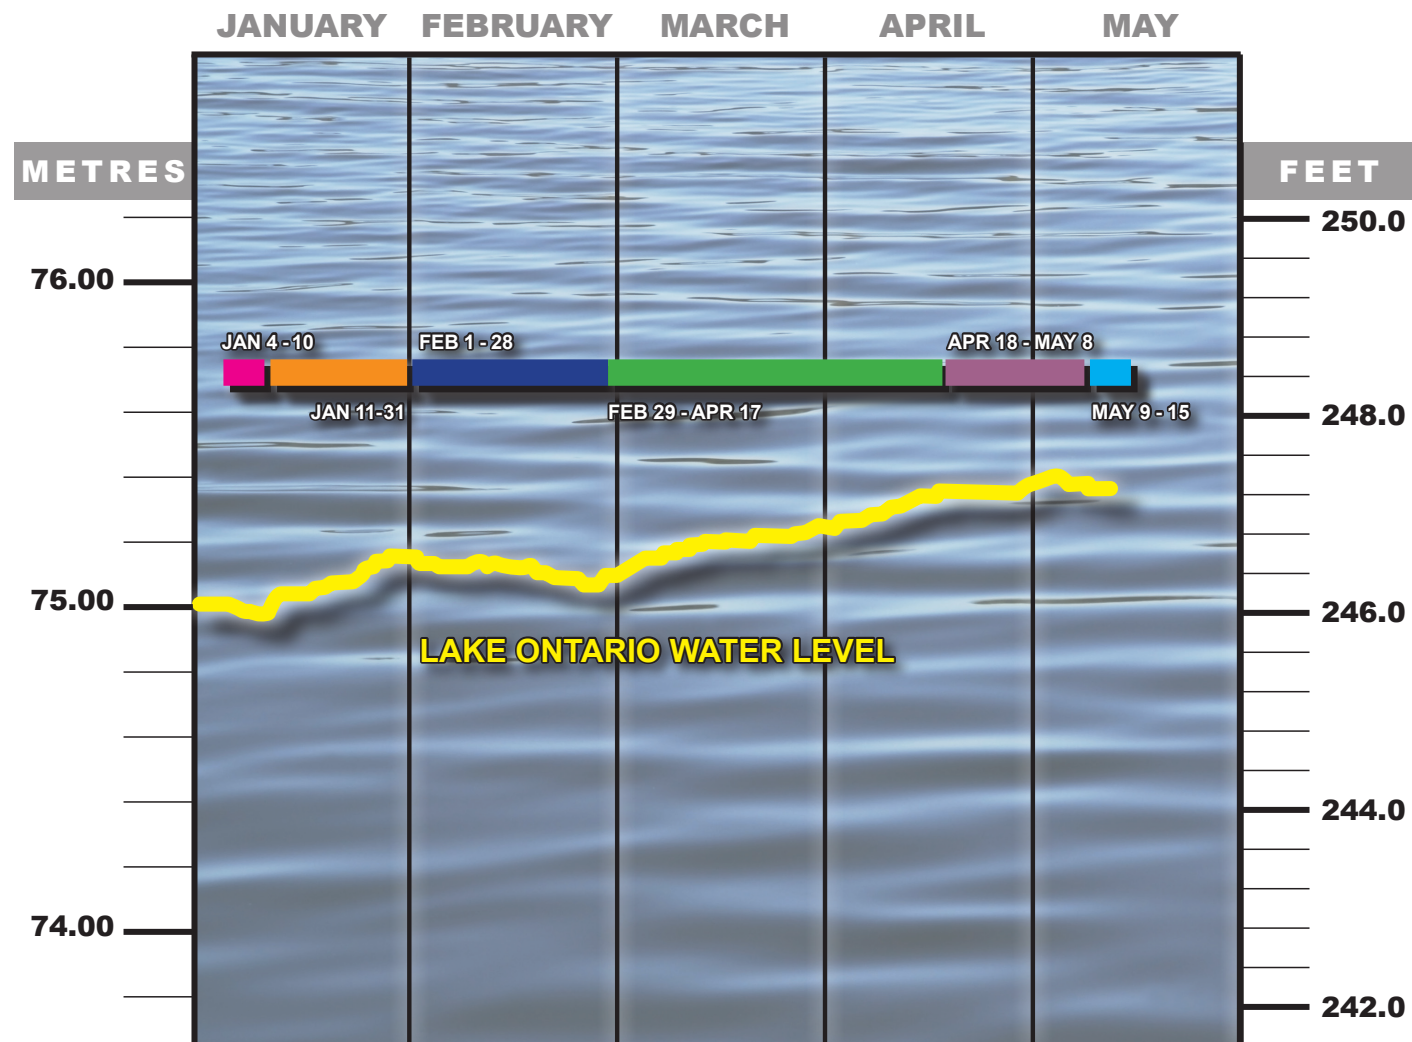 JANUARY FEBRUARY MARCH APRIL MAY
METRES FEET
250.0
76.00
JAN 4 - 10 FEB 1 - 28 APR 18 - MAY 8
JAN 11-31 FEB 29 - APR 17 MAY 9 - 15
248.0
75.00
246.0
LAKE ONTARIO WATER LEVEL
244.0
74.00
242.0